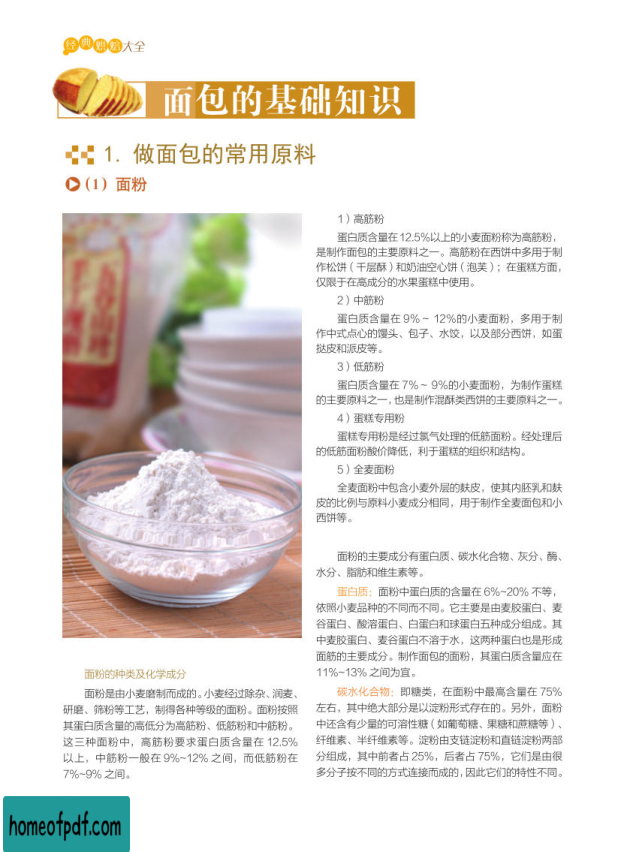 经典烘焙大全
面包的基础知识
1. 做面包的常用原料
（1）面粉
面粉的种类及化学成分
面粉是由小麦磨制而成的。小麦经过除杂、润麦、
研磨、筛粉等工艺，制得各种等级的面粉。面粉按照
其蛋白质含量的高低分为高筋粉、低筋粉和中筋粉。
这三种面粉中，高筋粉要求蛋白质含量在 12.5%
以上，中筋粉一般在 9%~12% 之间，而低筋粉在
7%~9% 之间。
1）高筋粉
蛋白质含量在12.5%以上的小麦面粉称为高筋粉，
是制作面包的主要原料之一。高筋粉在西饼中多用于制
作松饼（千层酥）和奶油空心饼（泡芙）；在蛋糕方面，
仅限于在高成分的水果蛋糕中使用。
2）中筋粉
蛋白质含量在 9% ~ 12%的小麦面粉，多用于制
作中式点心的馒头、包子、水饺，以及部分西饼，如蛋
挞皮和派皮等。
3）低筋粉
蛋白质含量在 7% ~ 9%的小麦面粉，为制作蛋糕
的主要原料之一，也是制作混酥类西饼的主要原料之一。
4）蛋糕专用粉
蛋糕专用粉是经过氯气处理的低筋面粉。经处理后
的低筋面粉酸价降低，利于蛋糕的组织和结构。
5）全麦面粉
全麦面粉中包含小麦外层的麸皮，使其内胚乳和麸
皮的比例与原料小麦成分相同，用于制作全麦面包和小
西饼等。
面粉的主要成分有蛋白质、碳水化合物、灰分、酶、
水分、脂肪和维生素等。
蛋白质：面粉中蛋白质的含量在 6%~20% 不等，
依照小麦品种的不同而不同。它主要是由麦胶蛋白、麦
谷蛋白、酸溶蛋白、白蛋白和球蛋白五种成分组成。其
中麦胶蛋白、麦谷蛋白不溶于水，这两种蛋白也是形成
面筋的主要成分。制作面包的面粉，其蛋白质含量应在
11%~13% 之间为宜。
碳水化合物：即糖类，在面粉中最高含量在 75%
左右，其中绝大部分是以淀粉形式存在的。另外，面粉
中还含有少量的可溶性糖（如葡萄糖、果糖和蔗糖等）、
纤维素、半纤维素等。淀粉由支链淀粉和直链淀粉两部
分组成，其中前者占 25%，后者占 75%，它们是由很
多分子按不同的方式连接而成的，因此它们的特性不同。
homeofpdf.com